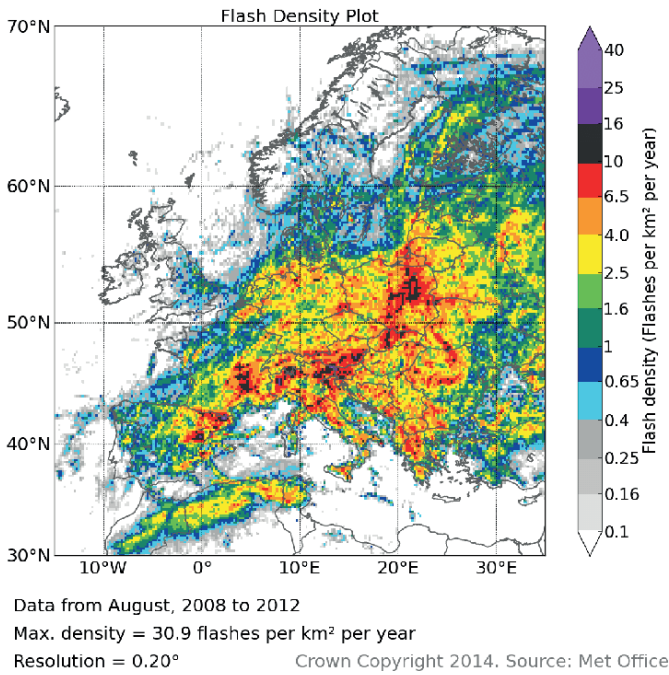 Flash Density Plot
70°N
60°N
50°N
40°N
30°N
10°W 0° 10°E 20°E 30°E
40
25
16
10
6.5
4.0
2.5
1.6
1
0.65
0.4
0.25
0.16
0.1
Flash density (Flashes per km² per year)
Data from August, 2008 to 2012
Max. density = 30.9 flashes per km² per year
Resolution = 0.20°
Crown Copyright 2014. Source: Met Office